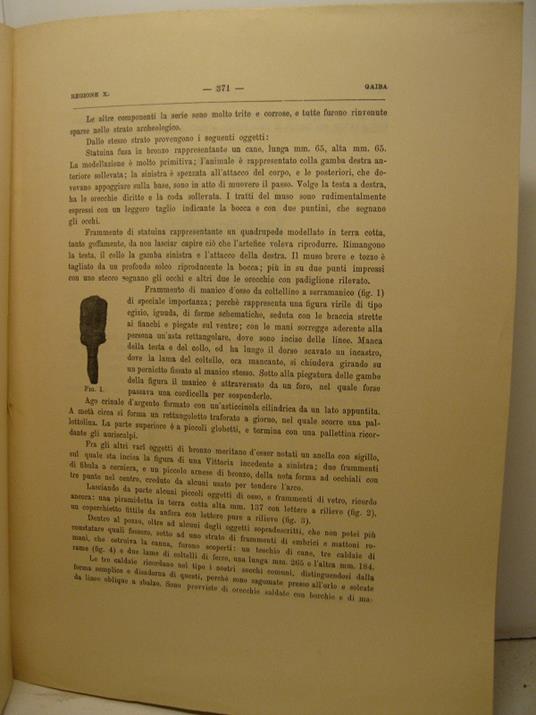 REGIONE X.
— 371 —
GAIBA
Le altre componenti la serie sono molto trite e corrose, e tutte furono rinvenute
sparse nello strato archeologico.
Dallo stesso strato provengono i seguenti oggetti:
Statuina fusa in bronzo rappresentante un cane, lunga mm. 65, alta mm. 65.
La modellazione è molto primitiva; l'animale è rappresentato colla gamba destra an-
teriore sollevata; la sinistra è spezzata all'attacco del corpo, e le posteriori, che do-
vevano appoggiare sulla base, sono in atto di muovere il passo. Volge la testa a destra,
ha le orecchie diritte e la coda sollevata. I tratti del muso sono rudimentalmente
espressi con un leggero taglio indicante la bocca e con due puntini, che segnano
gli occhi.
Frammento di statuina rappresentante un quadrupede modellato in terra cotta,
tanto goffamente, da non lasciar capire ciò che l'artefice voleva riprodurre. Rimangono
la testa, il collo la gamba sinistra e l'attacco della destra. Il muso breve e tozzo è
tagliato da un profondo solco riproducente la bocca; più in su due punti impressi
con uno stecco segnano gli occhi e altri due le orecchie con padiglione rilevato.
Frammento di manico d'osso da coltellino a serramanico (fig. 1)
di speciale importanza; perchè rappresenta una figura virile di tipo
egizio, ignuda, di forme schematiche, seduta con le braccia strette
ai fianchi e piegate sul ventre; con le mani sorregge aderente alla
persona un'asta rettangolare, dove sono incise delle linee. Manca
della testa e del collo, ed ha lungo il dorso scavato un incastro,
dove la lama del coltello, ora mancante, si chiudeva girando su
un pernietto fissato al manico stesso. Sotto alla piegatura delle gambe
della figura il manico è attraversato da un foro, nel quale forse
passava una cordicella per sospenderlo.
FIG. 1.
Ago crinale d'argento formato con un'asticcinola cilindrica da un lato appuntita.
A metà circa si forma un rettangoletto traforato a giorno, nel quale scorre una pal-
lottolina. La parte superiore è a piccoli globetti, e termina con una pallettina ricor-
dante gli auriscalpi.
Fra gli altri varî oggetti di bronzo meritano d'esser notati un anello con sigillo,
sul quale sta incisa la figura di una Vittoria incedente a sinistra; due frammenti
di fibula a cerniera, e un piccolo arnese di bronzo, della nota forma ad occhiali con
tre punte nel centro, creduto da alcuni usato per tendere l'arco.
Lasciando da parte alcuni piccoli oggetti di osso, e frammenti di vetro, ricordo
ancora: una piramidetta in terra cotta alta mm. 137 con lettere a rilievo (fig. 2),
un coperchietto fittile da anfora con lettere pure a rilievo (fig. 3).
Dentro al pozzo, oltre ad alcuni degli oggetti sopradescritti, che non potei più
constatare quali fossero, sotto ad uno strato di frammenti di embrici e mattoni ro-
mani, che ostruiva la canna, furono scoperti: un teschio di cane, tre caldaie di
rame (fig. 4) e due lame di coltelli di ferro, una lunga mm. 265 e l'altra mm. 184.
Le tre caldaie ricordano nel tipo i nostri secchi comuni, distinguendosi dalla
forma semplice e disadorna di questi, perchè sono sagomate presso all'orlo e solcate
da linee oblique a sbalzo. Sono provviste di orecchie saldate con borchie e di ma-